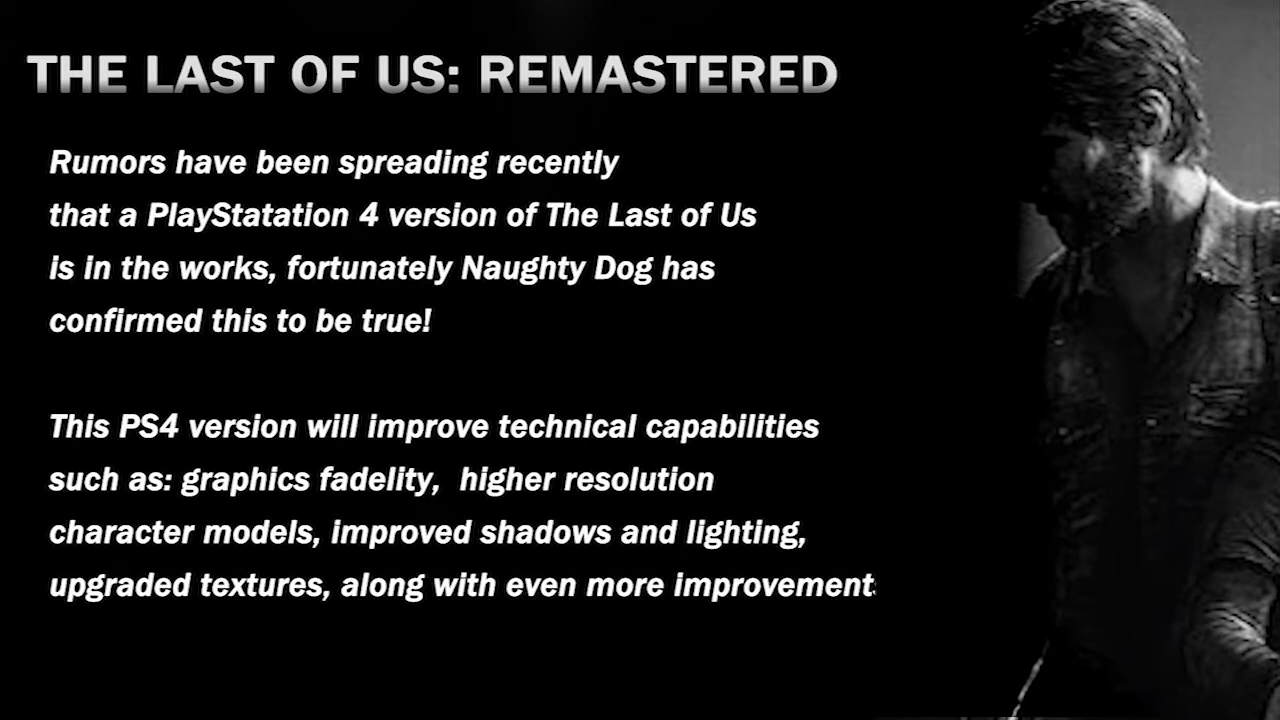 THE LAST OF US: REMASTERED
Rumors have been spreading recently
that a PlayStatation 4 version of The Last of Us
is in the works, fortunately Naughty Dog has
confirmed this to be true!
This PS4 version will improve technical capabilities
such as: graphics fadelity, higher resolution
character models, improved shadows and lighting,
upgraded textures, along with even more improvements